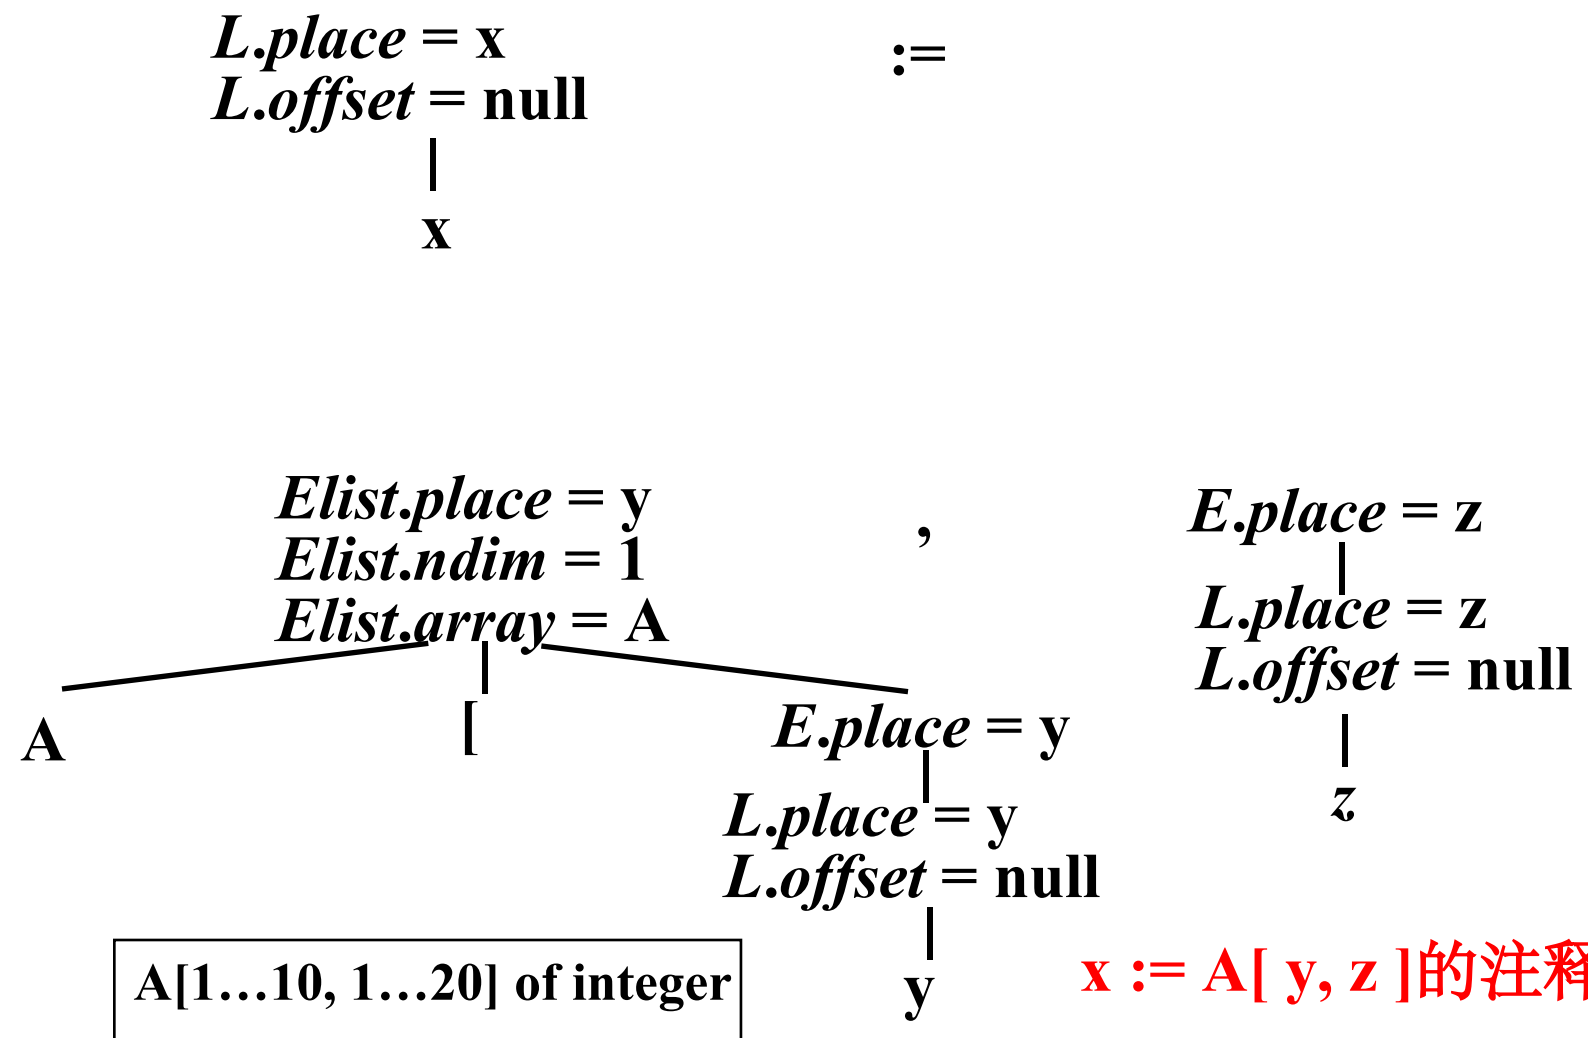 L.place = x
:=
L.offset = null
x
Elist.place = y
,
E.place = z
Elist.ndim = 1
L.place = z
Elist.array = A
L.offset = null
A
[
E.place = y
z
L.place = y
L.offset = null
A[1…10, 1…20] of integer
y
x := A[ y, z ]的注释